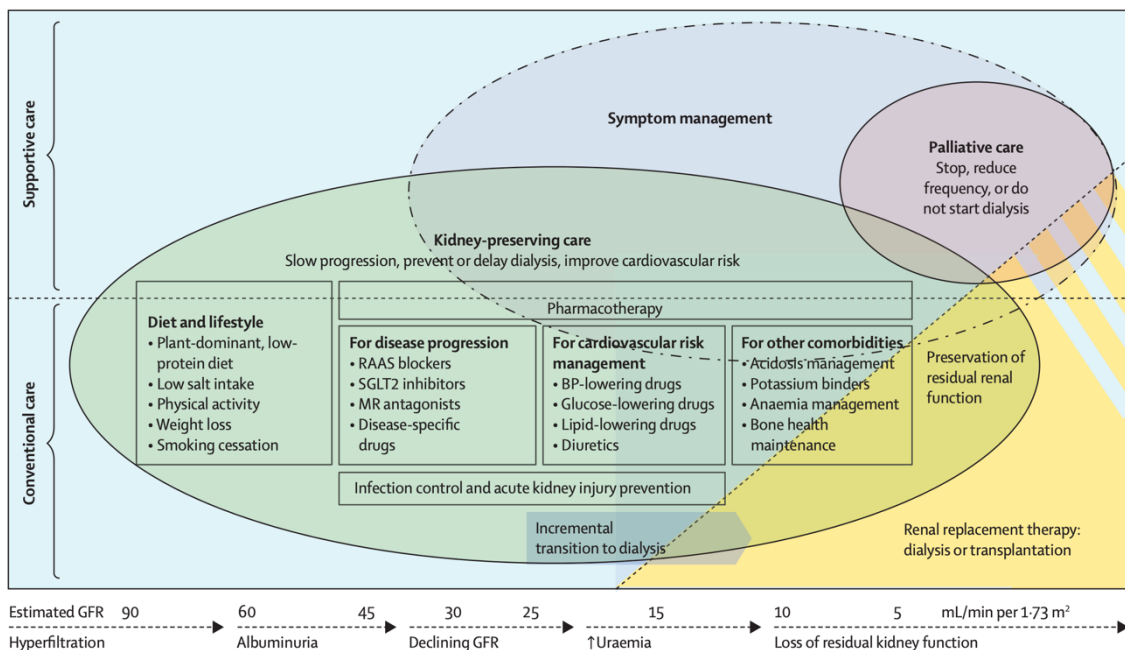 Supportive care
Conventional care
Symptom management
Palliative care
Stop, reduce
frequency, or do
not start dialysis
Kidney-preserving care
Slow progression, prevent or delay dialysis, improve cardiovascular risk
Pharmacotherapy
Diet and lifestyle
• Plant-dominant, low-
protein diet
• Low salt intake
• Physical activity
• Weight loss
• Smoking cessation
For disease progression
• RAAS blockers
• SGLT2 inhibitors
• MR antagonists
• Disease-specific
drugs
For cardiovascular risk
management
• BP-lowering drugs
• Glucose-lowering drugs
• Lipid-lowering drugs
• Diuretics
For other comorbidities
• Acidosis management
• Potassium binders
• Anaemia management
• Bone health
maintenance
Preservation of
residual renal
function
Infection control and acute kidney injury prevention
Incremental
transition to dialysis
Renal replacement therapy:
dialysis or transplantation
Estimated GFR 90 60 45 30 25 15 10 5 mL/min per 1·73 m²
Hyperfiltration Albuminuria Declining GFR ↑Uraemia Loss of residual kidney function